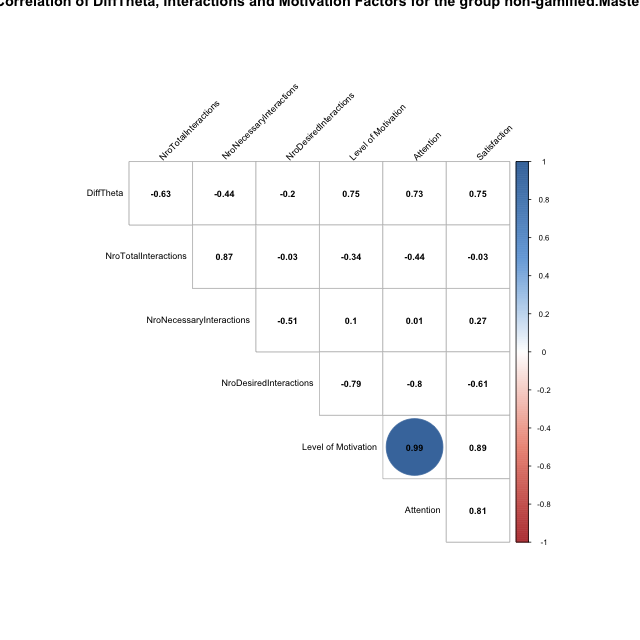 Correlation of DiffTheta, Interactions and Motivation Factors for the group non-gamified.Maste
NroTotalInteractions NroNecessaryInteractions NroDesiredInteractions Level of Motivation Attention Satisfaction
DiffTheta -0.63 -0.44 -0.2 0.75 0.73 0.75
NroTotalInteractions 0.87 -0.03 -0.34 -0.44 -0.03
NroNecessaryInteractions -0.51 0.1 0.01 0.27
NroDesiredInteractions -0.79 -0.8 -0.61
Level of Motivation 0.99 0.89
Attention 0.81
1
0.8
0.6
0.4
0.2
0
-0.2
-0.4
-0.6
-0.8
-1